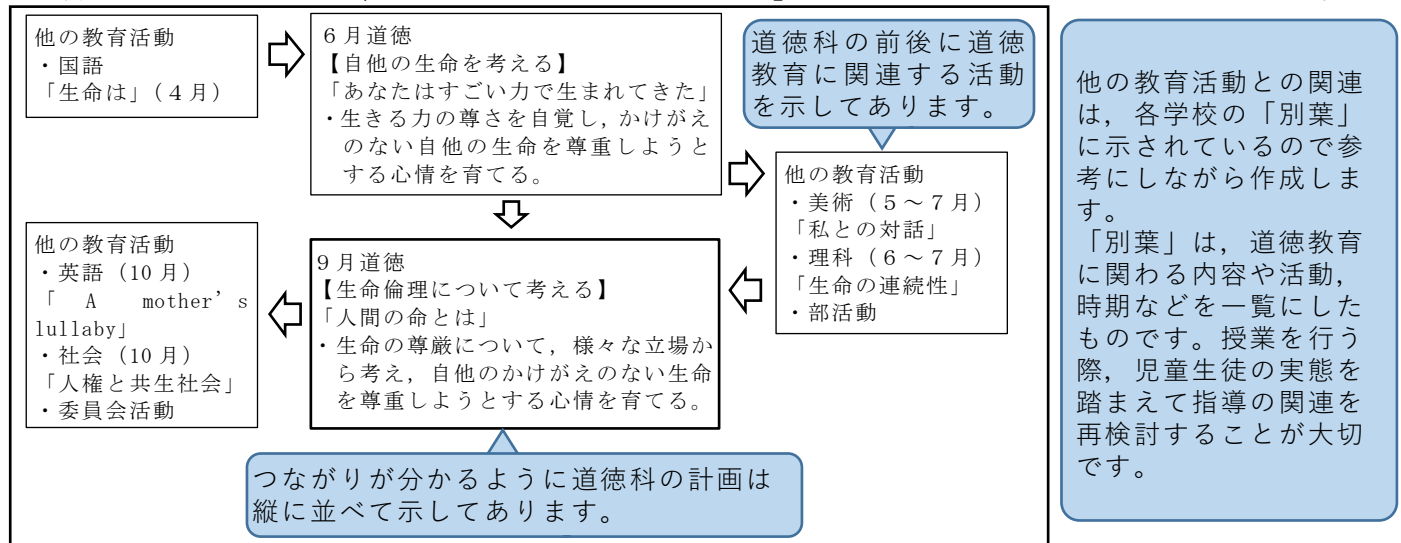 他の教育活動
・国語
「生命は」（４月）
６月道徳
【自他の生命を考える】
「あなたはすごい力で生まれてきた」
・生きる力の尊さを自覚し，かけがえ
のない自他の生命を尊重しようと
する心情を育てる。
道徳科の前後に道徳
教育に関連する活動
を示してあります。
他の教育活動
・美術（５～７月）
「私との対話」
・理科（６～７月）
「生命の連続性」
・部活動
９月道徳
【生命倫理について考える】
「人間の命とは」
・生命の尊厳について，様々な立場か
ら考え，自他のかけがえのない生命
を尊重しようとする心情を育てる。
他の教育活動
・英語（10月）
「 A mother’s
lullaby」
・社会（10月）
「人権と共生社会」
・委員会活動
つながりが分かるように道徳科の計画は
縦に並べて示してあります。
他の教育活動との関連
は，各学校の「別葉」
に示されているので参
考にしながら作成しま
す。
「別葉」は，道徳教育
に関わる内容や活動，
時期などを一覧にした
ものです。授業を行う
際，児童生徒の実態を
踏まえて指導の関連を
再検討することが大切
です。